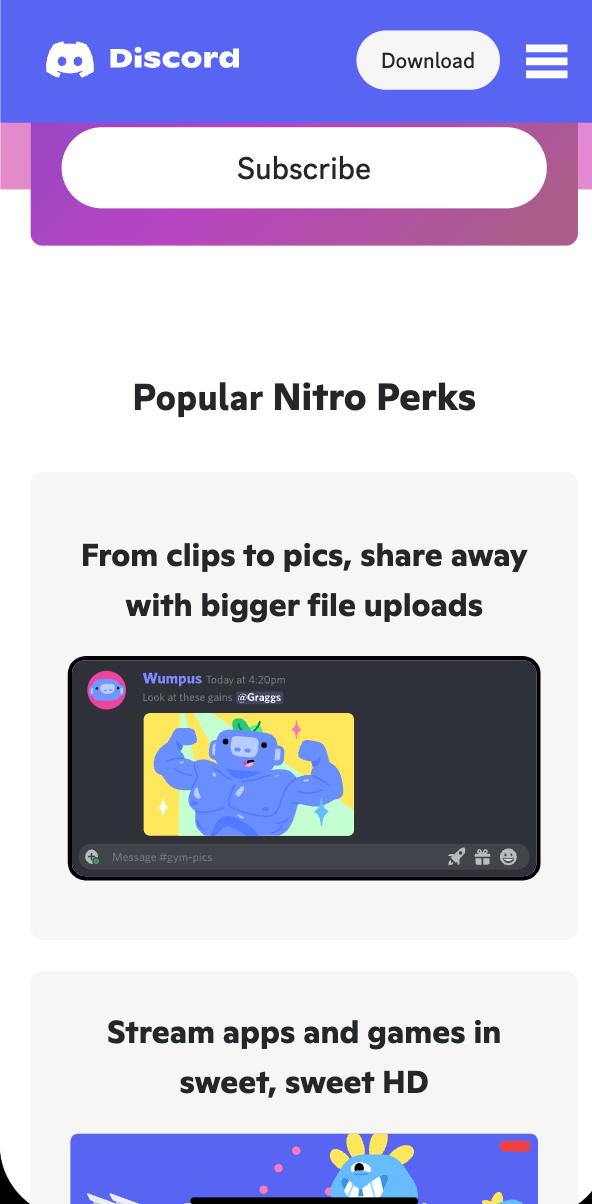 Discord
Download
Subscribe
Popular Nitro Perks
From clips to pics, share away
with bigger file uploads
Wumpus Today at 4:20pm
Look at these gains @Graggs
Message #gym-pics
Stream apps and games in
sweet, sweet HD